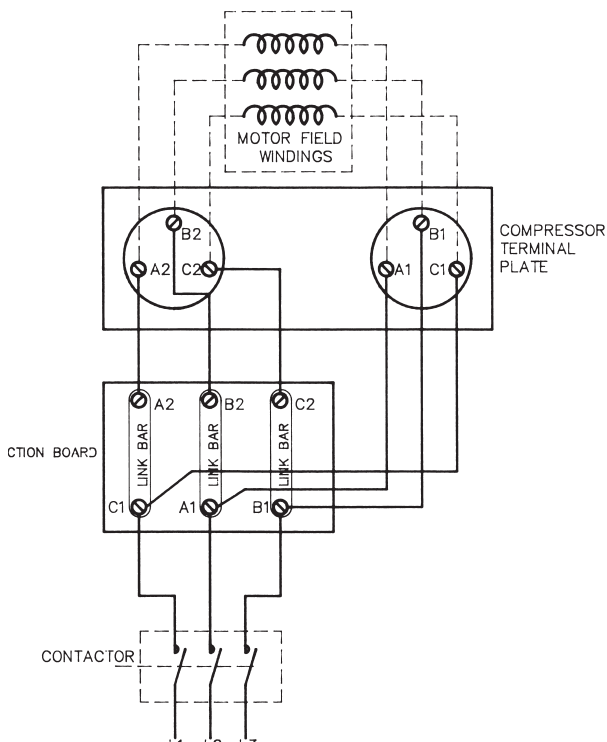 MOTOR FIELD
WINDINGS
B2
A2
C2
B1
A1
C1
COMPRESSOR
TERMINAL
PLATE
A2
B2
C2
LINK BAR
LINK BAR
LINK BAR
CTION BOARD
C1
A1
B1
CONTACTOR